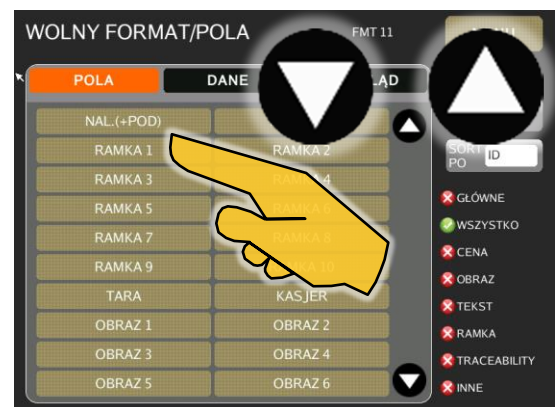 WOLNY FORMAT/POLA FMT 11
POLA DANE
NAL.(+POD)
RAMKA 1 RAMKA 2
RAMKA 3
RAMKA 5
RAMKA 7
RAMKA 9
TARA KASJER
OBRAZ 1 OBRAZ 2
OBRAZ 3 OBRAZ 4
OBRAZ 5 OBRAZ 6
SORT
PO ID
GŁÓWNE
WSZYSTKO
CENA
OBRAZ
TEKST
RAMKA
TRACEABILITY
INNE